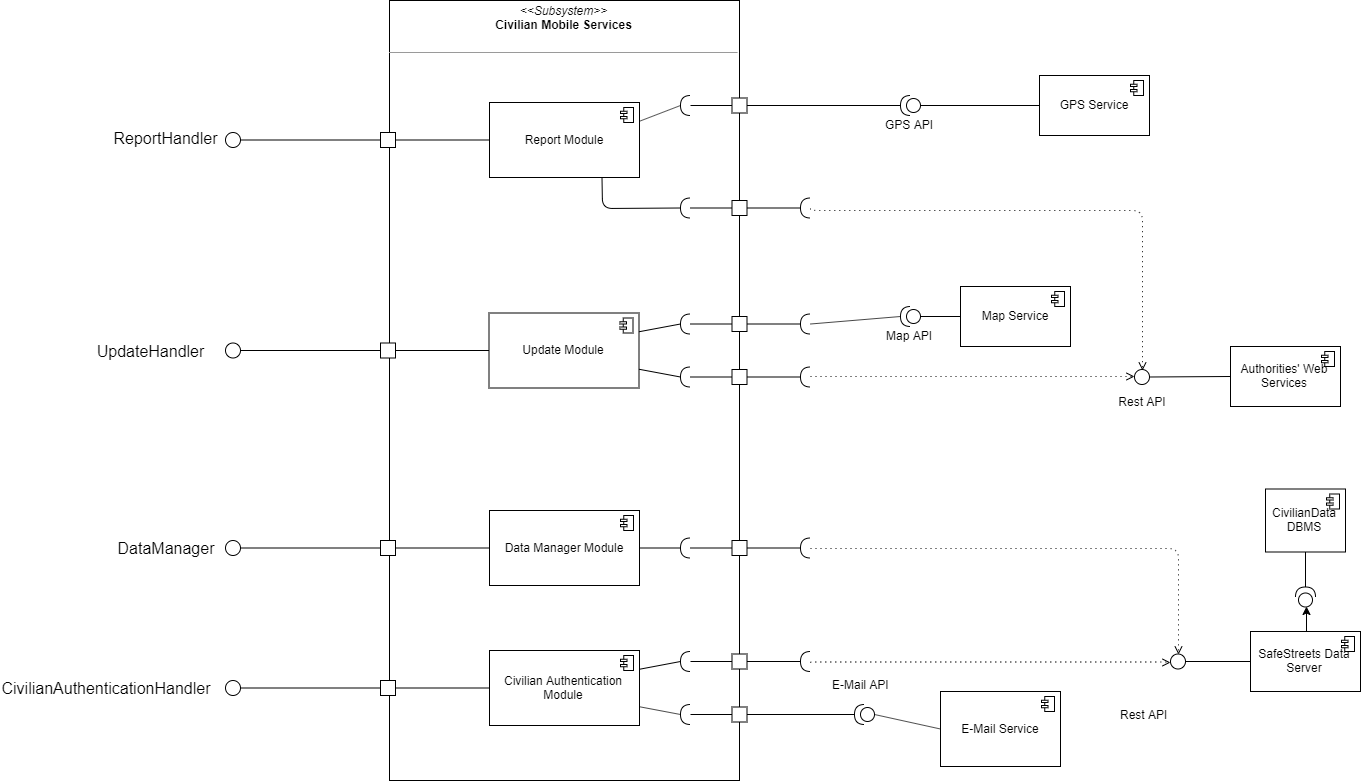 <<Subsystem>>
Civilian Mobile Services
GPS Service
GPS API
ReportHandler
Report Module
Map Service
Map API
UpdateHandler
Update Module
Authorities' Web
Services
Rest API
CivilianData
DBMS
DataManager
Data Manager Module
SafeStreets Data
Server
CivilianAuthenticationHandler
Civilian Authentication
Module
E-Mail API
Rest API
E-Mail Service